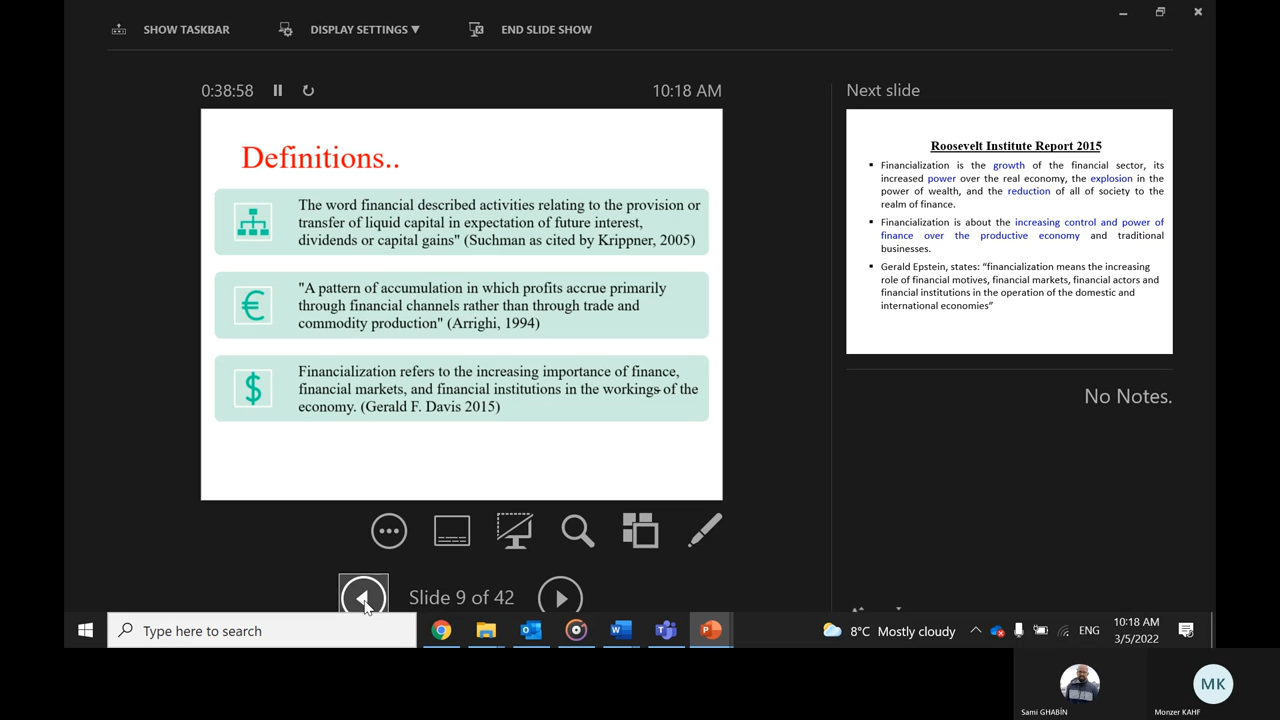 SHOW TASKBAR
DISPLAY SETTINGS ▼
END SLIDE SHOW
0:38:58
10:18 AM
Definitions..
The word financial described activities relating to the provision or
transfer of liquid capital in expectation of future interest,
dividends or capital gains" (Suchman as cited by Krippner, 2005)
"A pattern of accumulation in which profits accrue primarily
through financial channels rather than through trade and
commodity production" (Arrighi, 1994)
Financialization refers to the increasing importance of finance,
financial markets, and financial institutions in the workings of the
economy. (Gerald F. Davis 2015)
Slide 9 of 42
Next slide
Roosevelt Institute Report 2015
▪ Financialization is the growth of the financial sector, its
increased power over the real economy, the explosion in the
power of wealth, and the reduction of all of society to the
realm of finance.
▪ Financialization is about the increasing control and power of
finance over the productive economy and traditional
businesses.
▪ Gerald Epstein, states: “financialization means the increasing
role of financial motives, financial markets, financial actors and
financial institutions in the operation of the domestic and
international economies”
No Notes.
Type here to search
8°C Mostly cloudy
ENG
10:18 AM
3/5/2022
MK
Sami GHABİN
Monzer KAHF